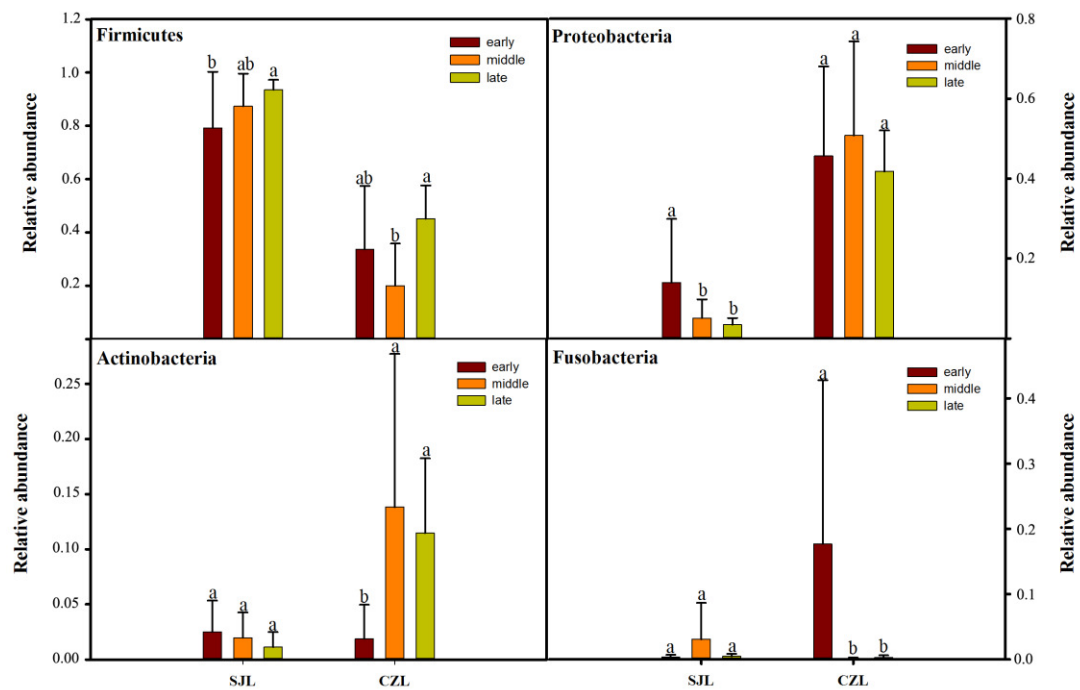 Firmicutes
early
middle
late
1.2
1.0
0.8
0.6
0.4
0.2
Relative abundance
b
ab
a
ab
b
a
Proteobacteria
early
middle
late
0.8
0.6
0.4
0.2
Relative abundance
a
b
b
a
a
a
Actinobacteria
early
middle
late
0.25
0.20
0.15
0.10
0.05
0.00
Relative abundance
a
a
a
b
a
a
SJL
CZL
Fusobacteria
early
middle
late
0.4
0.3
0.2
0.1
0.0
Relative abundance
a
a
a
a
b
b
SJL
CZL